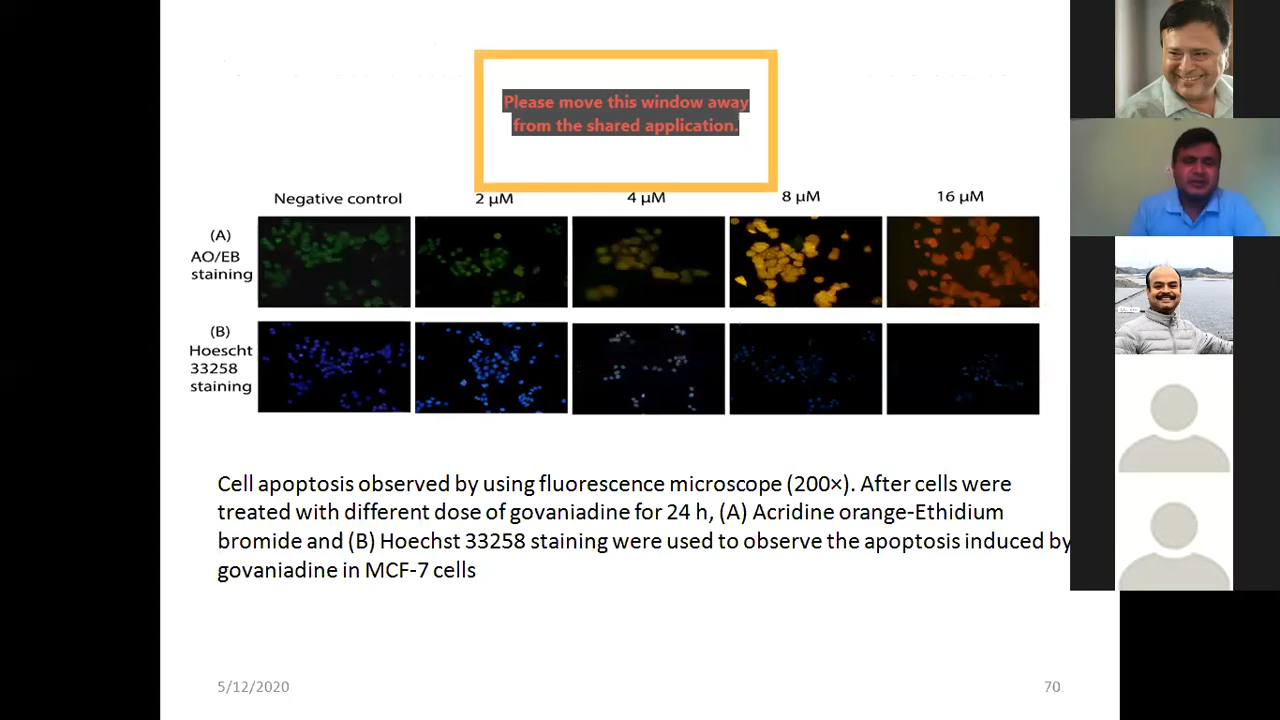 Please move this window away
from the shared application.
Negative control
2 µM
4 µM
8 µM
16 µM
(A)
AO/EB
staining
(B)
Hoescht
33258
staining
Cell apoptosis observed by using fluorescence microscope (200×). After cells were
treated with different dose of govaniadine for 24 h, (A) Acridine orange-Ethidium
bromide and (B) Hoechst 33258 staining were used to observe the apoptosis induced by
govaniadine in MCF-7 cells
5/12/2020
70